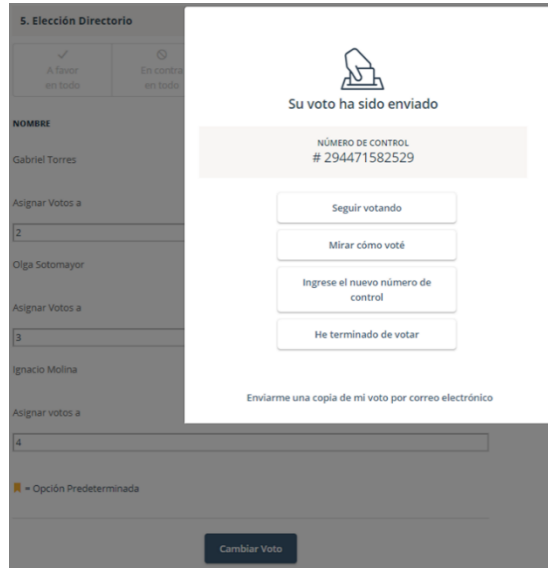 5. Elección Directorio
A favor
en todo
En contra
en todo
NOMBRE
Gabriel Torres
Asignar Votos a
2
Olga Sotomayor
Asignar Votos a
3
Ignacio Molina
Asignar votos a
4
= Opción Predeterminada
Cambiar Voto
Su voto ha sido enviado
NÚMERO DE CONTROL
# 294471582529
Seguir votando
Mirar cómo voté
Ingrese el nuevo número de
control
He terminado de votar
Enviarme una copia de mi voto por correo electrónico